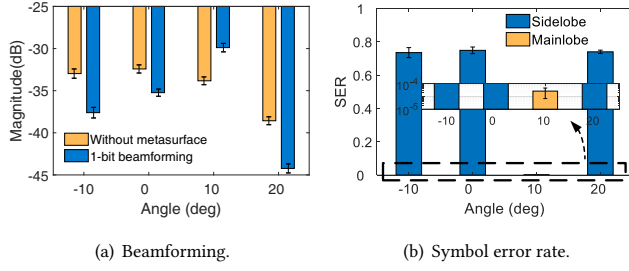 -25
-30
-35
-40
-45
Magnitude(dB)
Without metasurface
1-bit beamforming
-10 0 10 20
Angle (deg)
(a) Beamforming.
1
0.8
0.6
0.4
0.2
0
SER
Sidelobe
Mainlobe
10-4
10-5
-10 0 10 20
-10 0 10 20
Angle (deg)
(b) Symbol error rate.